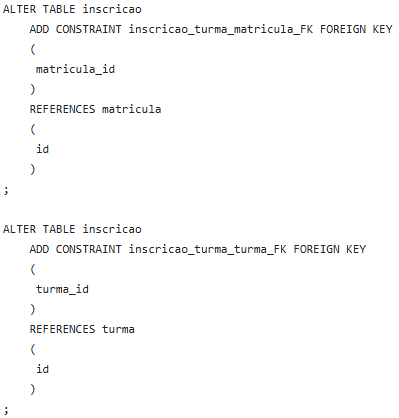 ALTER TABLE inscricao
    ADD CONSTRAINT inscricao_turma_matricula_FK FOREIGN KEY
    (
     matricula_id
    )
    REFERENCES matricula
    (
     id
    )
;

ALTER TABLE inscricao
    ADD CONSTRAINT inscricao_turma_turma_FK FOREIGN KEY
    (
     turma_id
    )
    REFERENCES turma
    (
     id
    )
;